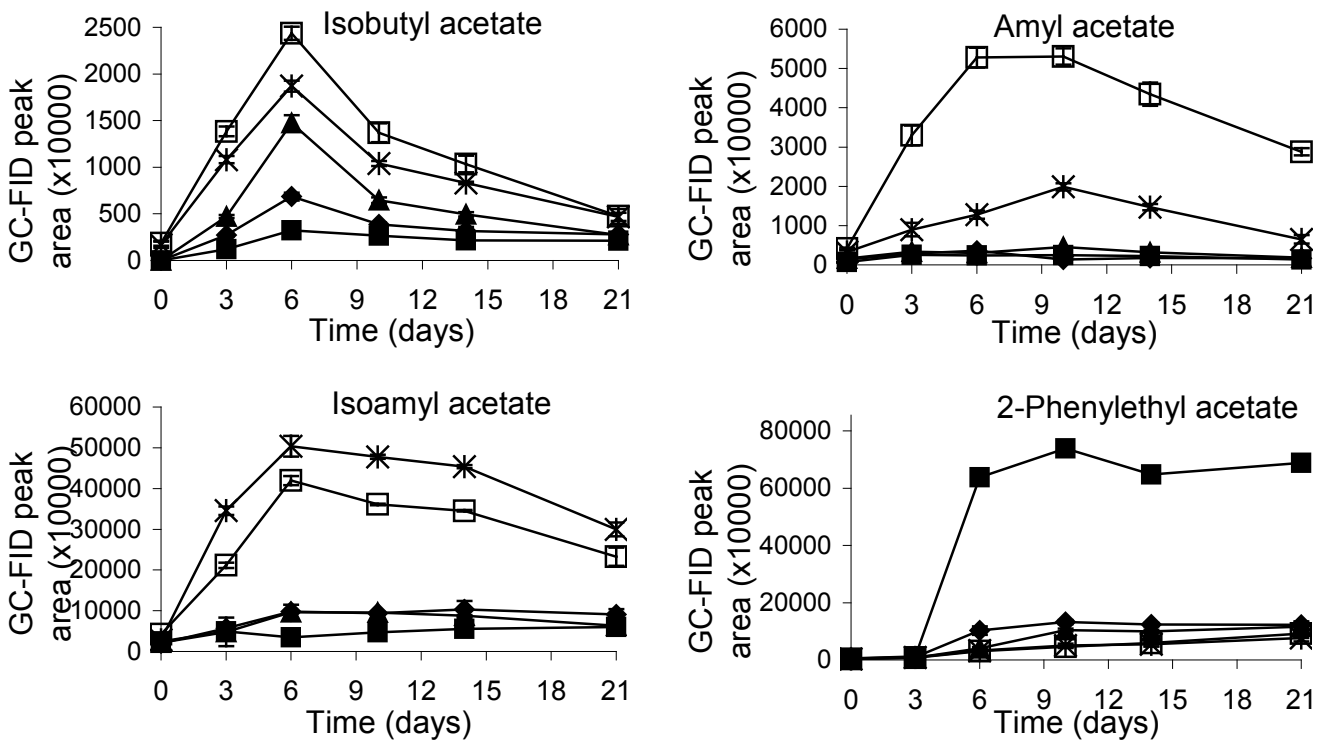 Isobutyl acetate
GC-FID peak
area (x10000)
2500
2000
1500
1000
500
0
0 3 6 9 12 15 18 21
Time (days)
Amyl acetate
GC-FID peak
area (x10000)
6000
5000
4000
3000
2000
1000
0
0 3 6 9 12 15 18 21
Time (days)
Isoamyl acetate
GC-FID peak
area (x10000)
60000
50000
40000
30000
20000
10000
0
0 3 6 9 12 15 18 21
Time (days)
2-Phenylethyl acetate
GC-FID peak
area (x10000)
80000
60000
40000
20000
0
0 3 6 9 12 15 18 21
Time (days)